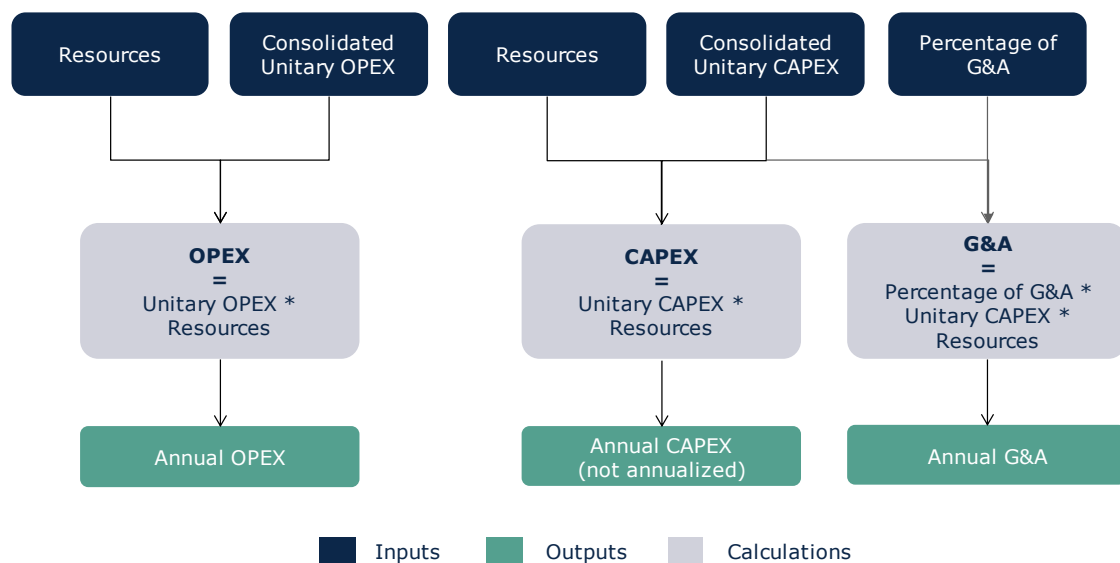 Resources
Consolidated
Unitary OPEX
Resources
Consolidated
Unitary CAPEX
Percentage of
G&A
OPEX
=
Unitary OPEX *
Resources
CAPEX
=
Unitary CAPEX *
Resources
G&A
=
Percentage of G&A *
Unitary CAPEX *
Resources
Annual OPEX
Annual CAPEX
(not annualized)
Annual G&A
Inputs
Outputs
Calculations